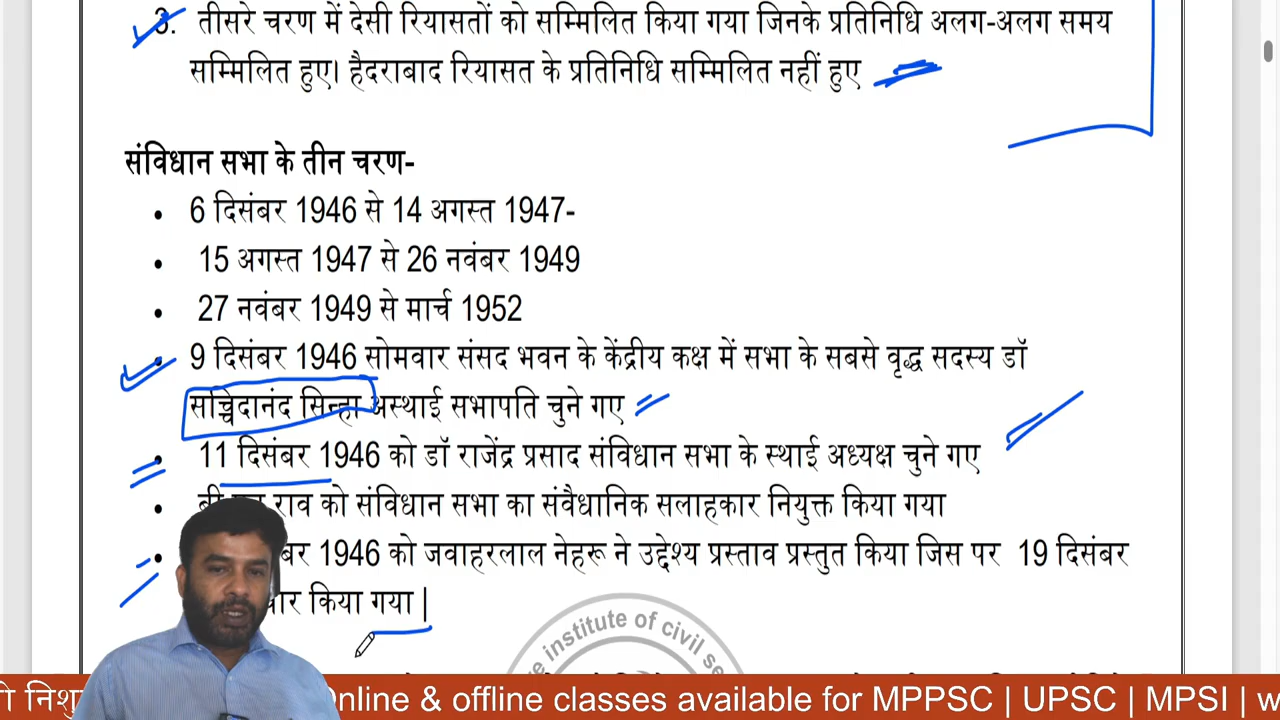 3. तीसरे चरण में देसी रियासतों को सम्मिलित किया गया जिनके प्रतिनिधि अलग-अलग समय
सम्मिलित हुए। हैदराबाद रियासत के प्रतिनिधि सम्मिलित नहीं हुए
संविधान सभा के तीन चरण-
• 6 दिसंबर 1946 से 14 अगस्त 1947-
• 15 अगस्त 1947 से 26 नवंबर 1949
• 27 नवंबर 1949 से मार्च 1952
• 9 दिसंबर 1946 सोमवार संसद भवन के केंद्रीय कक्ष में सभा के सबसे वृद्ध सदस्य डॉ
सच्चिदानंद सिन्हा अस्थाई सभापति चुने गए
• 11 दिसंबर 1946 को डॉ राजेंद्र प्रसाद संविधान सभा के स्थाई अध्यक्ष चुने गए
• राव को संविधान सभा का संवैधानिक सलाहकार नियुक्त किया गया
1946 को जवाहरलाल नेहरू ने उद्देश्य प्रस्ताव प्रस्तुत किया जिस पर 19 दिसंबर
किया गया |
institute of civil
Online & offline classes available for MPPSC | UPSC | MPSI |